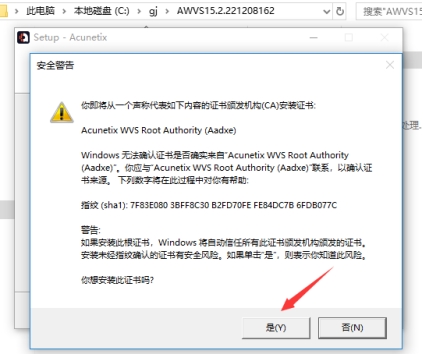 此电脑 › 本地磁盘 (C:) › gj › AWVS15.2.221208162
搜索"AWVS15.2
Setup - Acunetix
安全警告
你即将从一个声称代表如下内容的证书颁发机构(CA)安装证书:
Acunetix WVS Root Authority (Aadxe)
Windows 无法确认证书是否确实来自"Acunetix WVS Root Authority
(Aadxe)"。你应与"Acunetix WVS Root Authority (Aadxe)"联系，以确认证
书来源。 下列数字将在此过程中对你有帮助:
指纹 (sha1): 7F83E080 3BFF8C30 B2FD70FE FE84DC7B 6FDB077C
警告:
如果安装此根证书，Windows 将自动信任所有此证书颁发机构颁发的证书。
安装未经指纹确认的证书有安全风险。如果单击"是"，则表示你知道此风险。
你想安装此证书吗?
处理.
是(Y)
否(N)